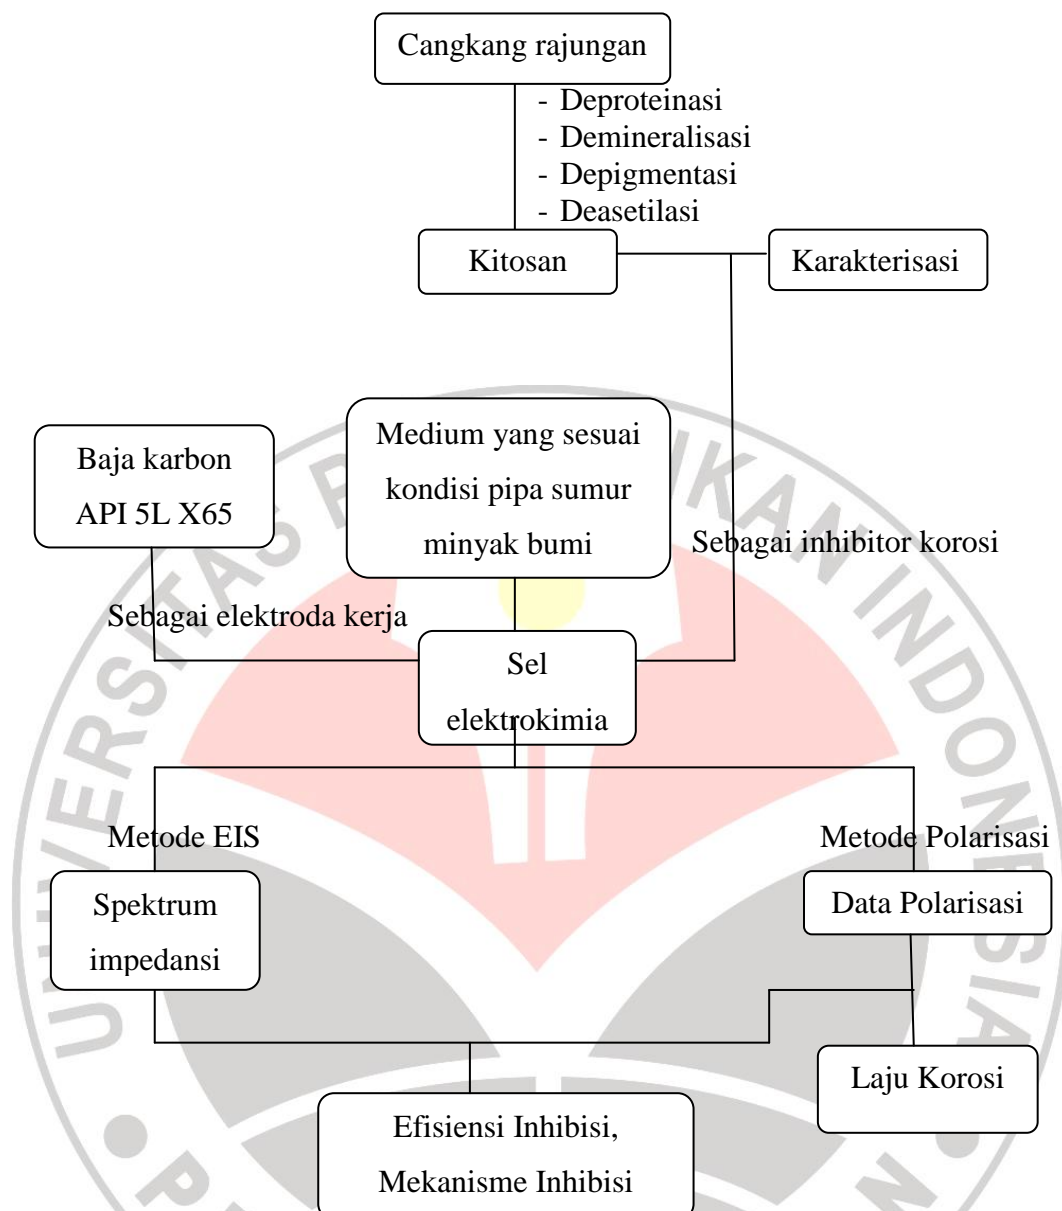 Cangkang rajungan
- Deproteinasi
- Demineralisasi
- Depigmentasi
- Deasetilasi
Kitosan
Karakterisasi
Baja karbon
API 5L X65
Medium yang sesuai
kondisi pipa sumur
minyak bumi
Sebagai inhibitor korosi
Sebagai elektroda kerja
Sel
elektrokimia
Metode EIS
Metode Polarisasi
Spektrum
impedansi
Data Polarisasi
Laju Korosi
Efisiensi Inhibisi,
Mekanisme Inhibisi